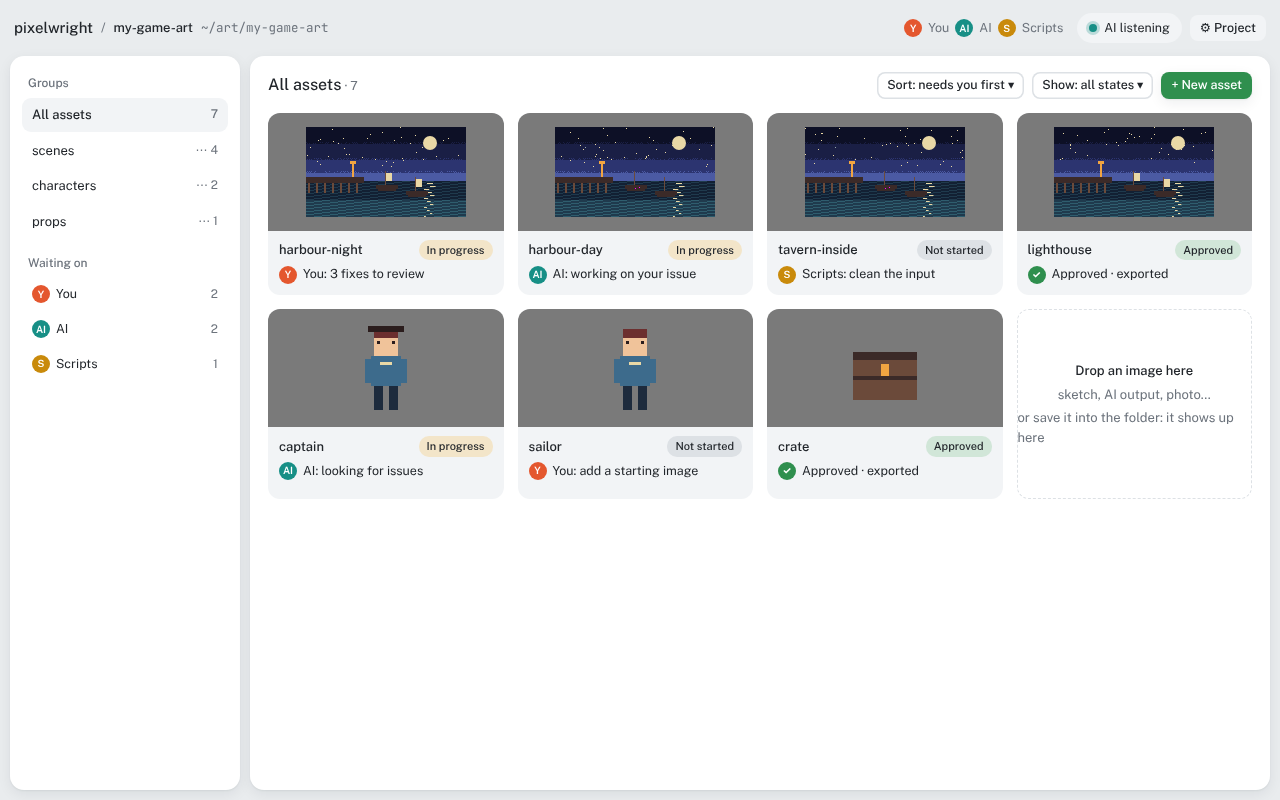 pixelwright / my-game-art ~/art/my-game-art
Y You AI AI S Scripts
AI listening
⚙ Project
Groups
All assets 7
scenes ··· 4
characters ··· 2
props ··· 1
Waiting on
Y You 2
AI AI 2
S Scripts 1
All assets · 7
Sort: needs you first ▾
Show: all states ▾
+ New asset
harbour-night In progress
Y You: 3 fixes to review
harbour-day In progress
AI AI: working on your issue
tavern-inside Not started
S Scripts: clean the input
lighthouse Approved
Approved · exported
captain In progress
AI AI: looking for issues
sailor Not started
Y You: add a starting image
crate Approved
Approved · exported
Drop an image here
sketch, AI output, photo…
or save it into the folder: it shows up
here